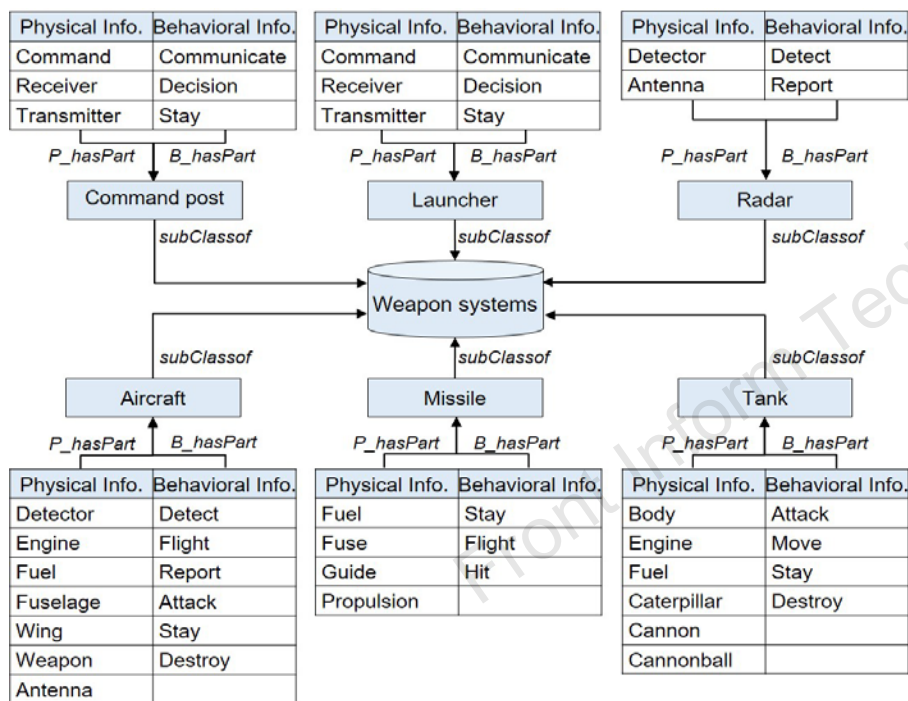 Physical Info. Behavioral Info.
Command Communicate
Receiver Decision
Transmitter Stay
P_hasPart B_hasPart
Command post
subClassof
Physical Info. Behavioral Info.
Command Communicate
Receiver Decision
Transmitter Stay
P_hasPart B_hasPart
Launcher
subClassof
Physical Info. Behavioral Info.
Detector Detect
Antenna Report
P_hasPart B_hasPart
Radar
subClassof
Weapon systems
subClassof
Aircraft
P_hasPart B_hasPart
Physical Info. Behavioral Info.
Detector Detect
Engine Flight
Fuel Report
Fuselage Attack
Wing Stay
Weapon Destroy
Antenna
subClassof
Missile
P_hasPart B_hasPart
Physical Info. Behavioral Info.
Fuel Stay
Fuse Flight
Guide Hit
Propulsion
subClassof
Tank
P_hasPart B_hasPart
Physical Info. Behavioral Info.
Body Attack
Engine Move
Fuel Stay
Caterpillar Destroy
Cannon
Cannonball
Front Inform Tec